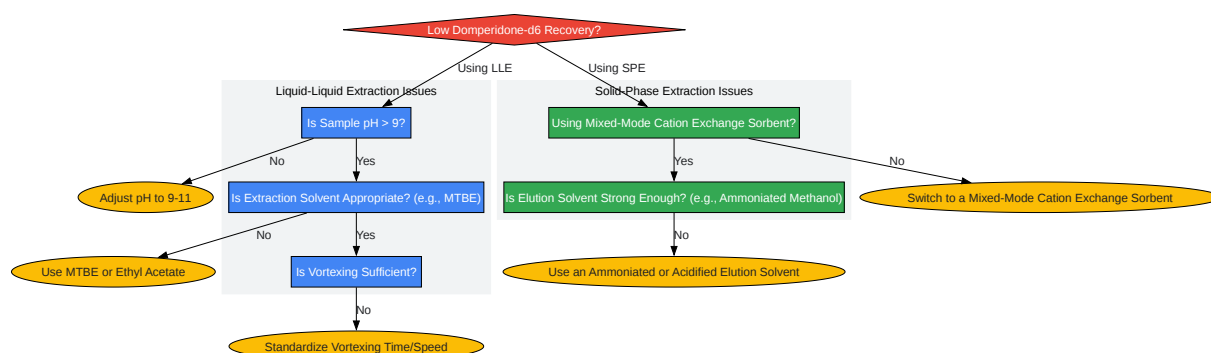 Low Domperidone-d6 Recovery?
Using LLE
Using SPE
Liquid-Liquid Extraction Issues
Solid-Phase Extraction Issues
Is Sample pH > 9?
Using Mixed-Mode Cation Exchange Sorbent?
No
Yes
Yes
No
Adjust pH to 9-11
Is Extraction Solvent Appropriate? (e.g., MTBE)
Is Elution Solvent Strong Enough? (e.g., Ammoniated Methanol)
Switch to a Mixed-Mode Cation Exchange Sorbent
No
Yes
No
Use MTBE or Ethyl Acetate
Is Vortexing Sufficient?
Use an Ammoniated or Acidified Elution Solvent
No
Standardize Vortexing Time/Speed